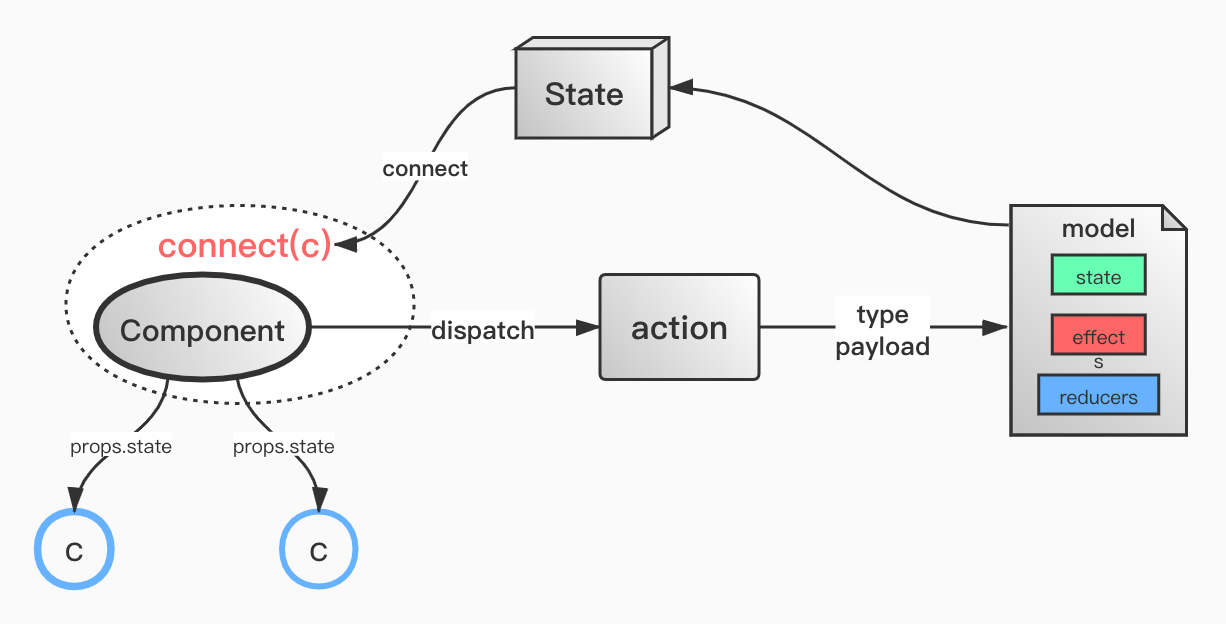 State
connect
connect(c)
model
state
Component
dispatch
action
type
payload
effect
s
reducers
props.state
props.state
C
C